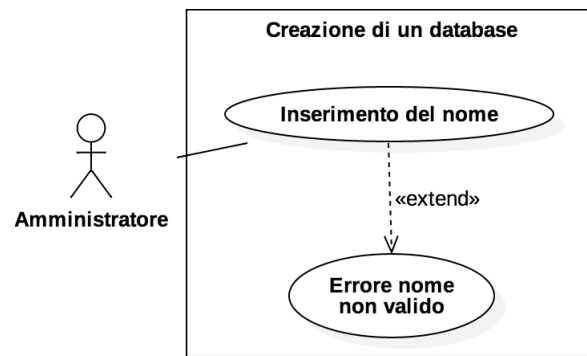 Creazione di un database
Inserimento del nome
«extend»
Amministratore
Errore nome
non valido